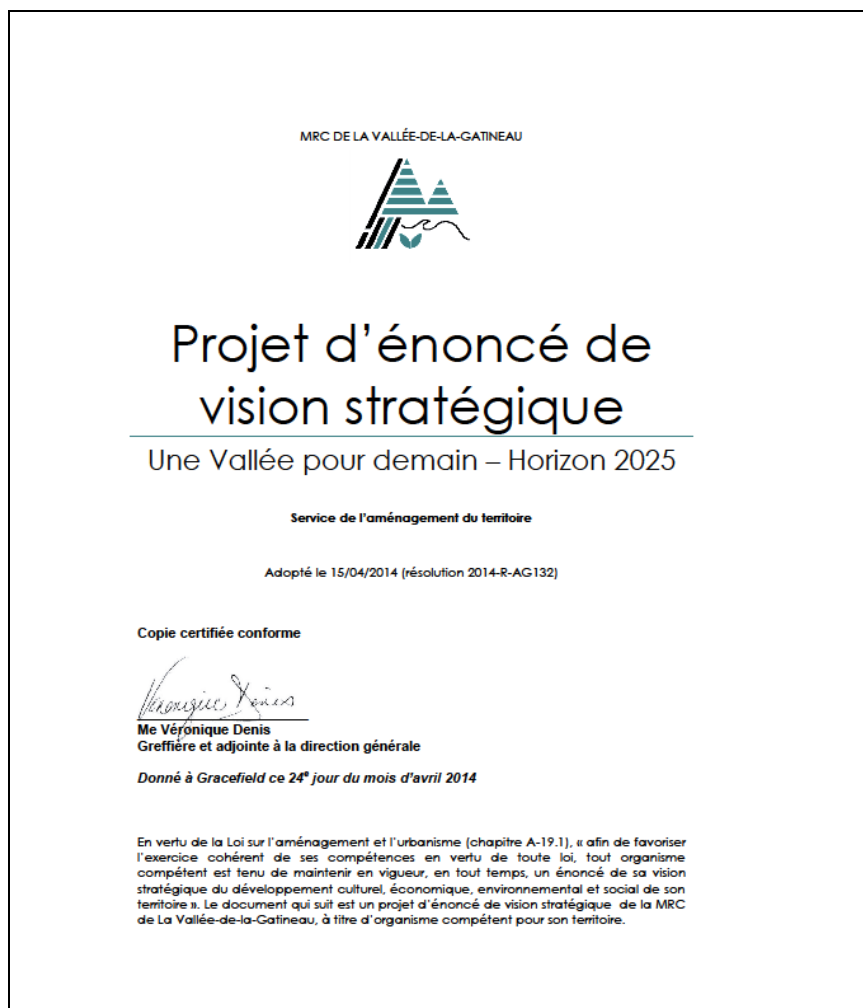 MRC DE LA VALLÉE-DE-LA-GATINEAU
Projet d'énoncé de
vision stratégique
Une Vallée pour demain – Horizon 2025
Service de l'aménagement du territoire
Adopté le 15/04/2014 (résolution 2014-R-AG132)
Copie certifiée conforme
Véronique Denis
Me Véronique Denis
Greffière et adjointe à la direction générale
Donné à Gracefield ce 24e jour du mois d'avril 2014
En vertu de la Loi sur l'aménagement et l'urbanisme (chapitre A-19.1), « afin de favoriser
l'exercice cohérent de ses compétences en vertu de toute loi, tout organisme
compétent est tenu de maintenir en vigueur, en tout temps, un énoncé de sa vision
stratégique du développement culturel, économique, environnemental et social de son
territoire ». Le document qui suit est un projet d'énoncé de vision stratégique de la MRC
de La Vallée-de-la-Gatineau, à titre d'organisme compétent pour son territoire.